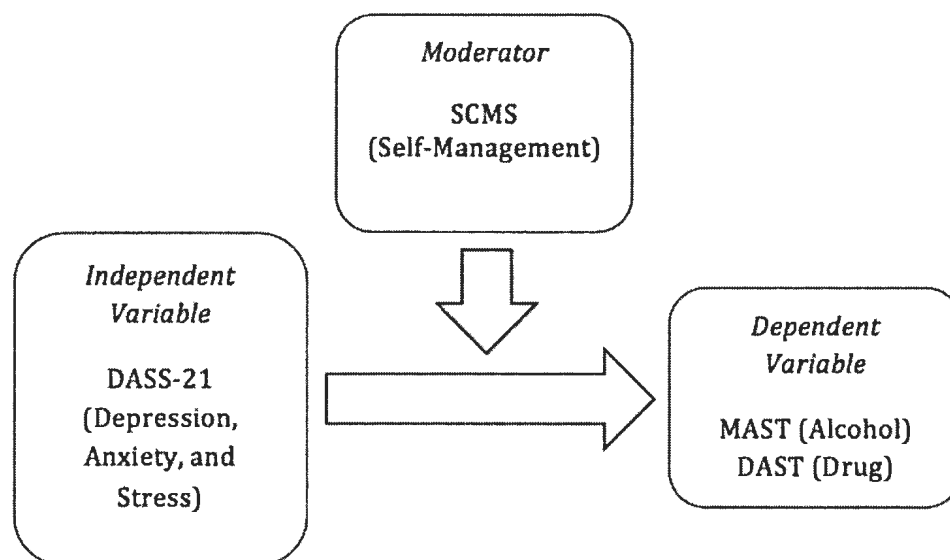 Moderator
SCMS
(Self-Management)
Independent
Variable
DASS-21
(Depression,
Anxiety, and
Stress)
Dependent
Variable
MAST (Alcohol)
DAST (Drug)